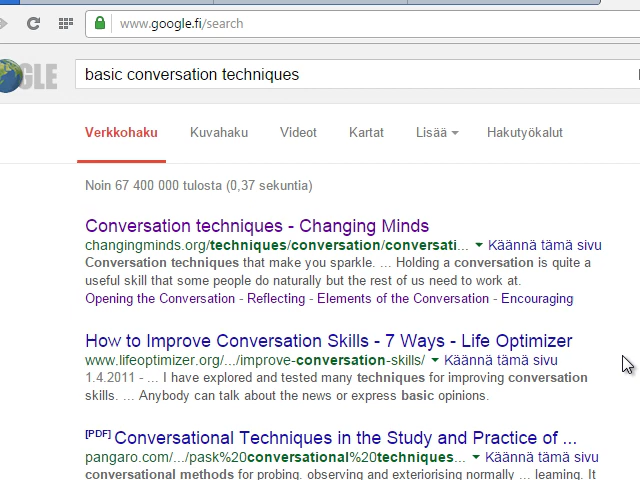 www.google.fi/search
GLE
basic conversation techniques
Verkkohaku Kuvahaku Videot Kartat Lisää Hakutyökalut
Noin 67 400 000 tulosta (0,37 sekuntia)
Conversation techniques - Changing Minds
changingminds.org/techniques/conversation/conversati... Käännä tämä sivu
Conversation techniques that make you sparkle. ... Holding a conversation is quite a
useful skill that some people do naturally but the rest of us need to work at.
Opening the Conversation - Reflecting - Elements of the Conversation - Encouraging
How to Improve Conversation Skills - 7 Ways - Life Optimizer
www.lifeoptimizer.org/.../improve-conversation-skills/ Käännä tämä sivu
1.4.2011 - ... I have explored and tested many techniques for improving conversation
skills. ... Anybody can talk about the news or express basic opinions.
[PDF] Conversational Techniques in the Study and Practice of ...
pangaro.com/.../pask%20conversational%20techniques... Käännä tämä sivu
conversational methods for probing, observing and exteriorising normally ... learning. It